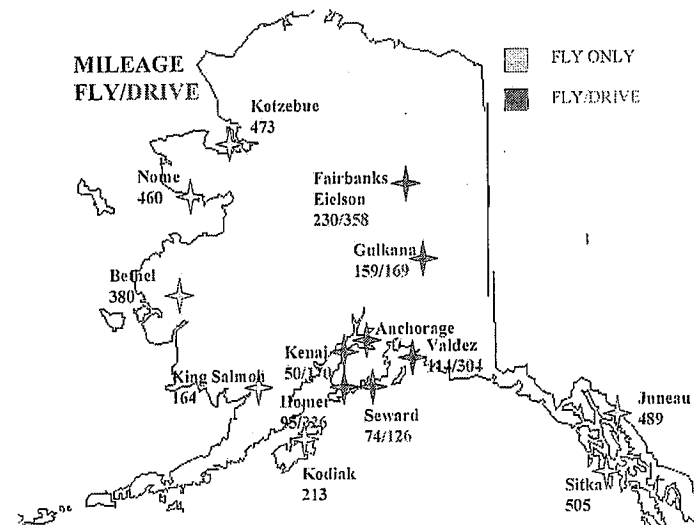 MILEAGE
FLY/DRIVE
FLY ONLY
FLY/DRIVE
Kotzebue
473
Nome
460
Fairbanks
Eielson
230/358
Gulkana
159/169
Bethel
380
Anchorage
Kenai
50/170
Valdez
114/304
King Salmon
164
Homer
95/226
Seward
74/126
Kodiak
213
Juneau
489
Sitka
505